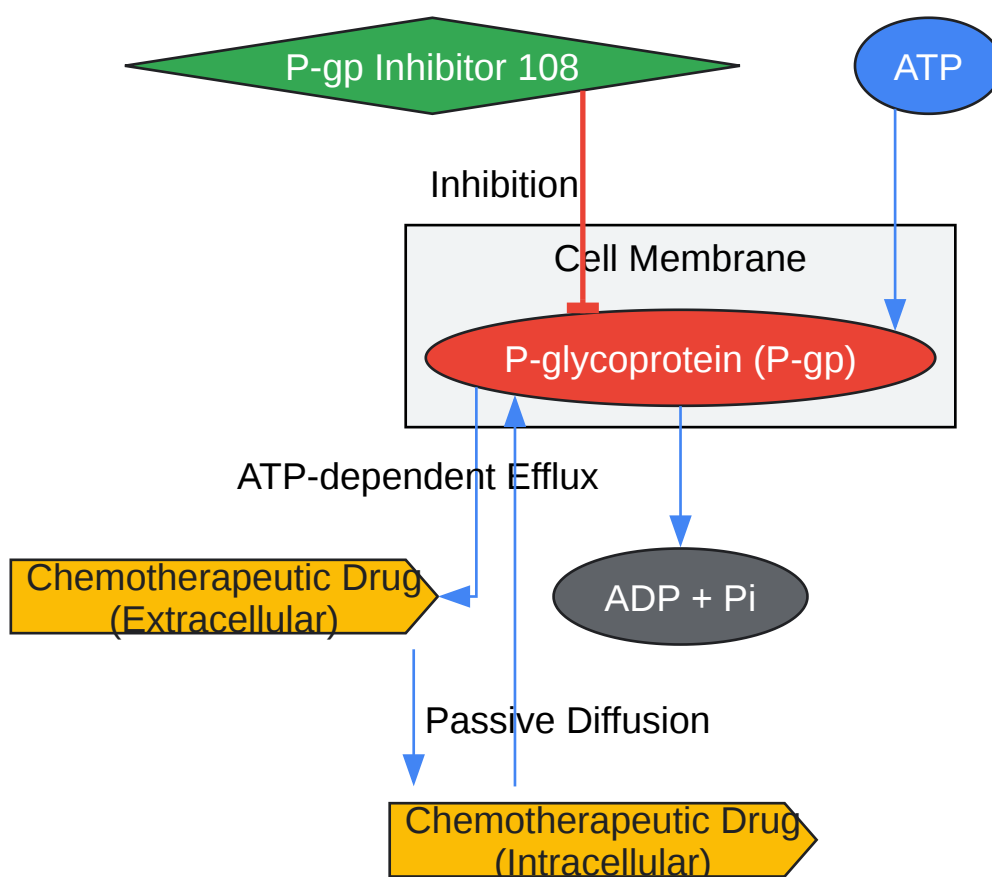 P-gp Inhibitor 108
ATP
Inhibition
Cell Membrane
P-glycoprotein (P-gp)
ATP-dependent Efflux
Chemotherapeutic Drug
(Extracellular)
ADP + Pi
Passive Diffusion
Chemotherapeutic Drug
(Intracellular)